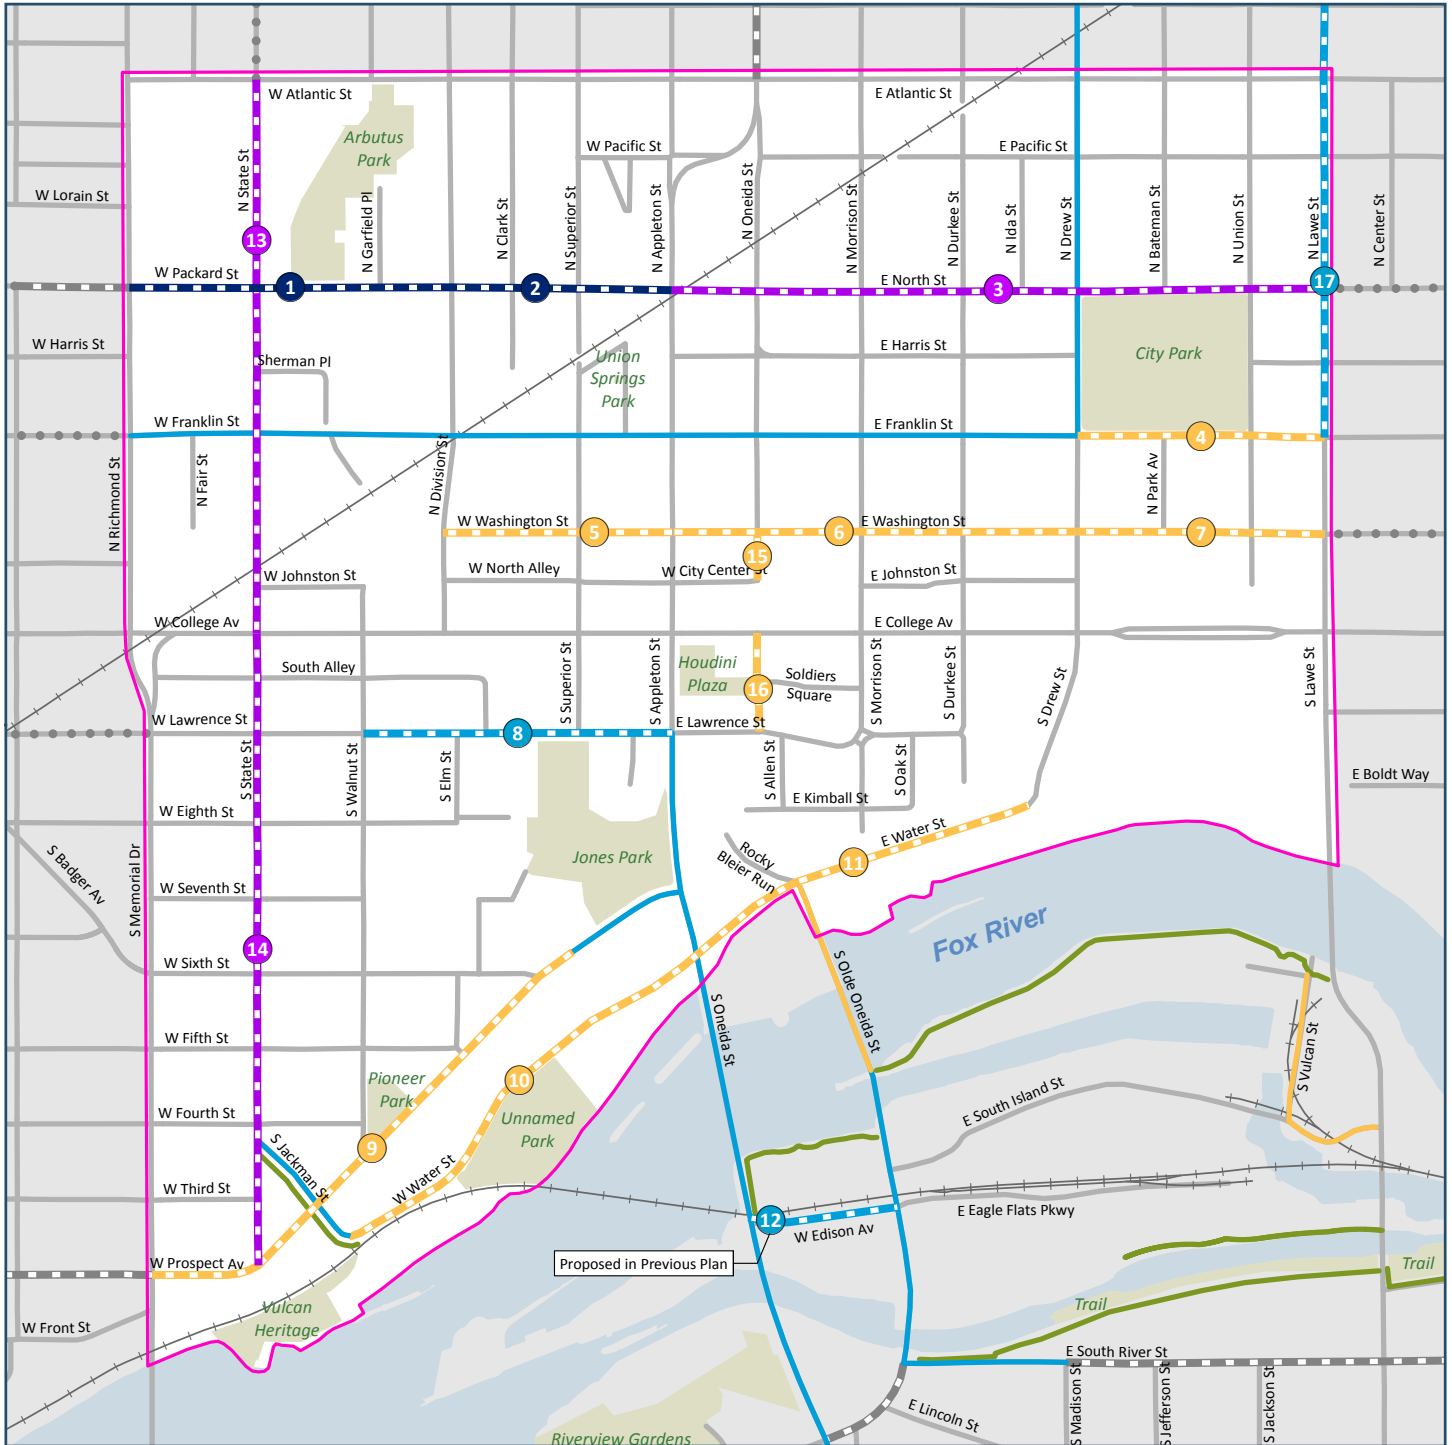 W Atlantic St
E Atlantic St
Arbutus
Park
W Pacific St
E Pacific St
W Lorain St
N State St
N Garfield Pl
N Clark St
N Superior St
N Appleton St
N Oneida St
N Morrison St
N Durkee St
N Ida St
N Drew St
N Bateman St
N Union St
N Lawe St
N Center St
13
W Packard St
1
2
E North St
3
17
W Harris St
Sherman Pl
Union
Springs
Park
E Harris St
City Park
W Franklin St
E Franklin St
4
N Richmond St
N Fair St
N Division St
N Park Av
W Washington St
5
6
E Washington St
7
15
W Johnston St
W North Alley
W City Center St
E Johnston St
W College Av
E College Av
South Alley
S Superior St
S Appleton St
Houdini
Plaza
Soldiers
Square
16
S Morrison St
S Durkee St
S Drew St
S Lawe St
W Lawrence St
8
E Lawrence St
S State St
S Walnut St
S Elm St
S Allen St
S Oak St
E Boldt Way
W Eighth St
E Kimball St
S Badger Av
S Memorial Dr
Jones Park
Rocky
Bleier Run
11
E Water St
W Seventh St
14
W Sixth St
Fox River
S Olde Oneida St
S Oneida St
W Fifth St
S Vulcan St
Pioneer
Park
10
Unnamed
Park
E South Island St
W Fourth St
9
S Jackman St
W Water St
W Third St
12
W Edison Av
E Eagle Flats Pkwy
Proposed in Previous Plan
W Prospect Av
Trail
Trail
Vulcan
Heritage
W Front St
E South River St
S Madison St
S Jefferson St
S Jackson St
E Lincoln St
Riverview Gardens